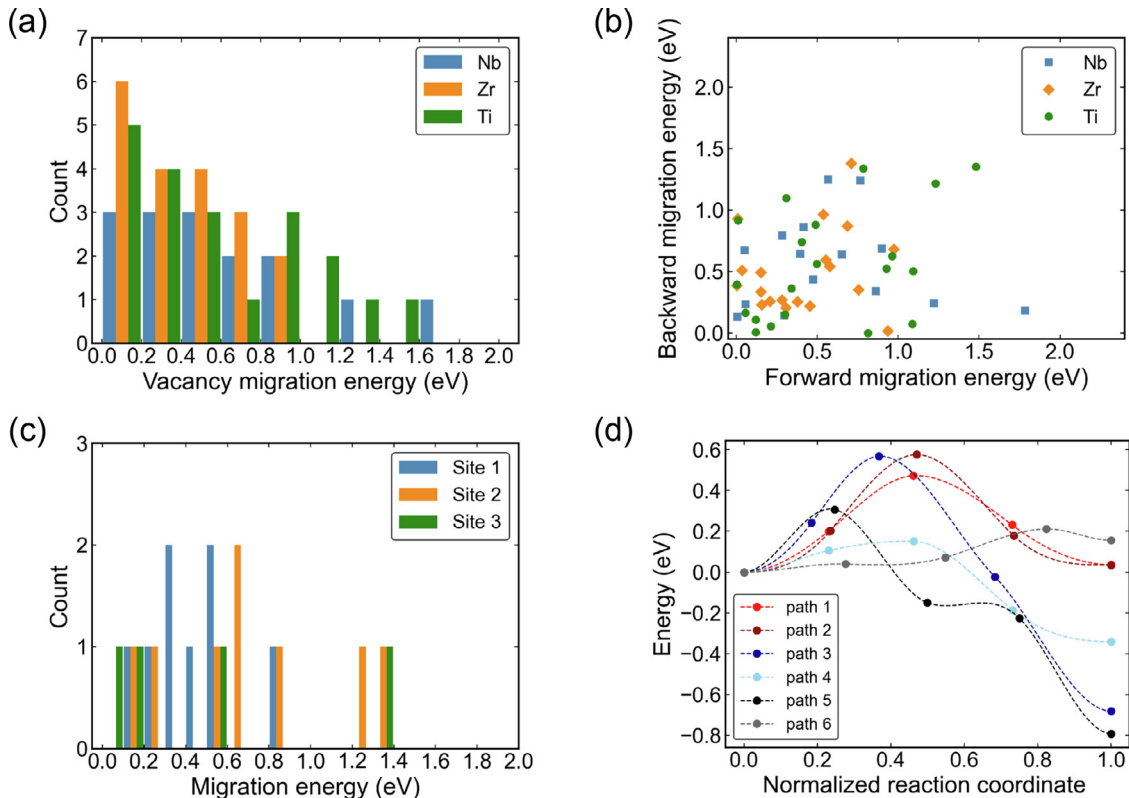 (a)
7
6
5
4
3
2
1
0
Count
0.0 0.2 0.4 0.6 0.8 1.0 1.2 1.4 1.6 1.8 2.0
Vacancy migration energy (eV)
Nb
Zr
Ti
(b)
2.0
1.5
1.0
0.5
0.0
Backward migration energy (eV)
0.0 0.5 1.0 1.5 2.0
Forward migration energy (eV)
Nb
Zr
Ti
(c)
3
2
1
0
Count
0.0 0.2 0.4 0.6 0.8 1.0 1.2 1.4 1.6 1.8 2.0
Migration energy (eV)
Site 1
Site 2
Site 3
(d)
0.6
0.4
0.2
0.0
−0.2
−0.4
−0.6
−0.8
Energy (eV)
0.0 0.2 0.4 0.6 0.8 1.0
Normalized reaction coordinate
path 1
path 2
path 3
path 4
path 5
path 6